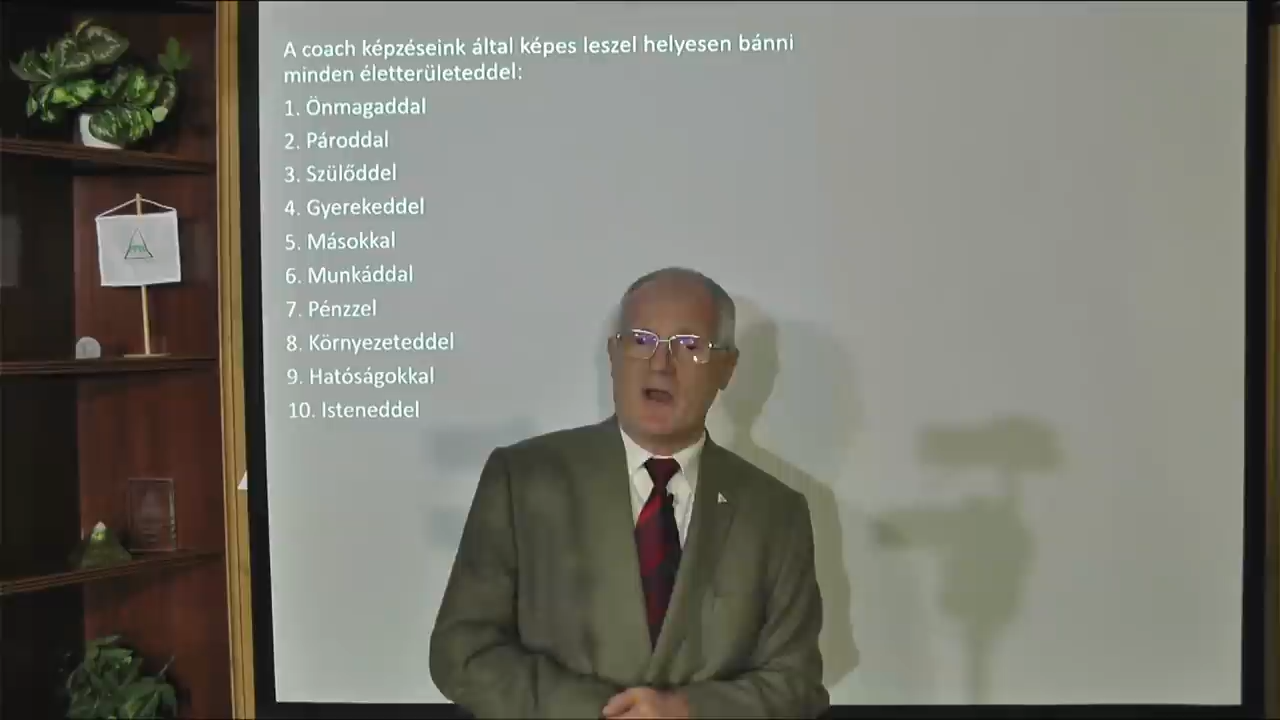 A coach képzéseink által képes leszel helyesen bánni
minden életterületeddel:
1. Önmagaddal
2. Pároddal
3. Szülőddel
4. Gyerekeddel
5. Másokkal
6. Munkáddal
7. Pénzzel
8. Környezeteddel
9. Hatóságokkal
10. Isteneddel